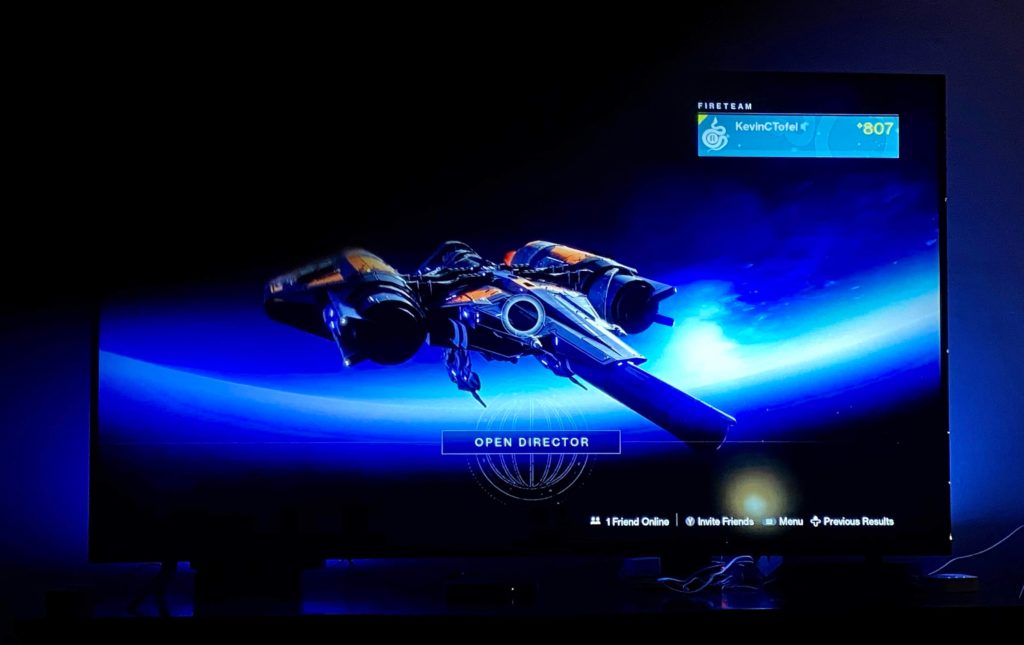 FIRETEAM
KevinCTofel
807
OPEN DIRECTOR
1 Friend Online
Y Invite Friends
Menu
Previous Results